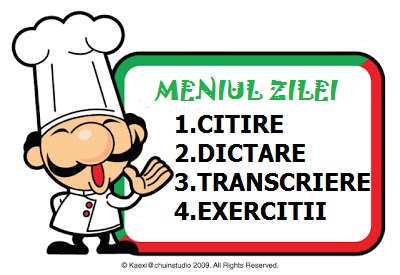 MENIUL ZILEI
1.CITIRE
2.DICTARE
3.TRANSCRIERE
4.EXERCITII
© Kaexi@chuinstudio 2009. All Rights Reserved.